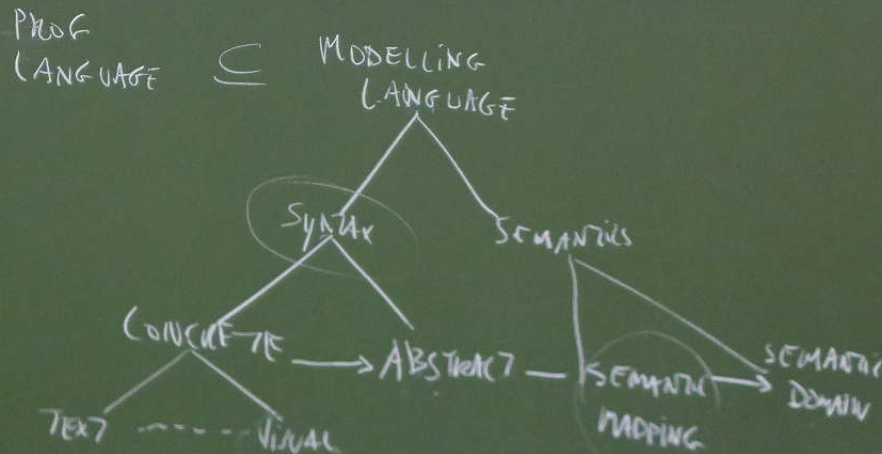 PROG
LANGUAGE ⊆ MODELLING
LANGUAGE
SYNTAX
SEMANTICS
CONCRETE → ABSTRACT
SEMANTIC
MAPPING
SEMANTIC
DOMAIN
TEXT ----- VISUAL